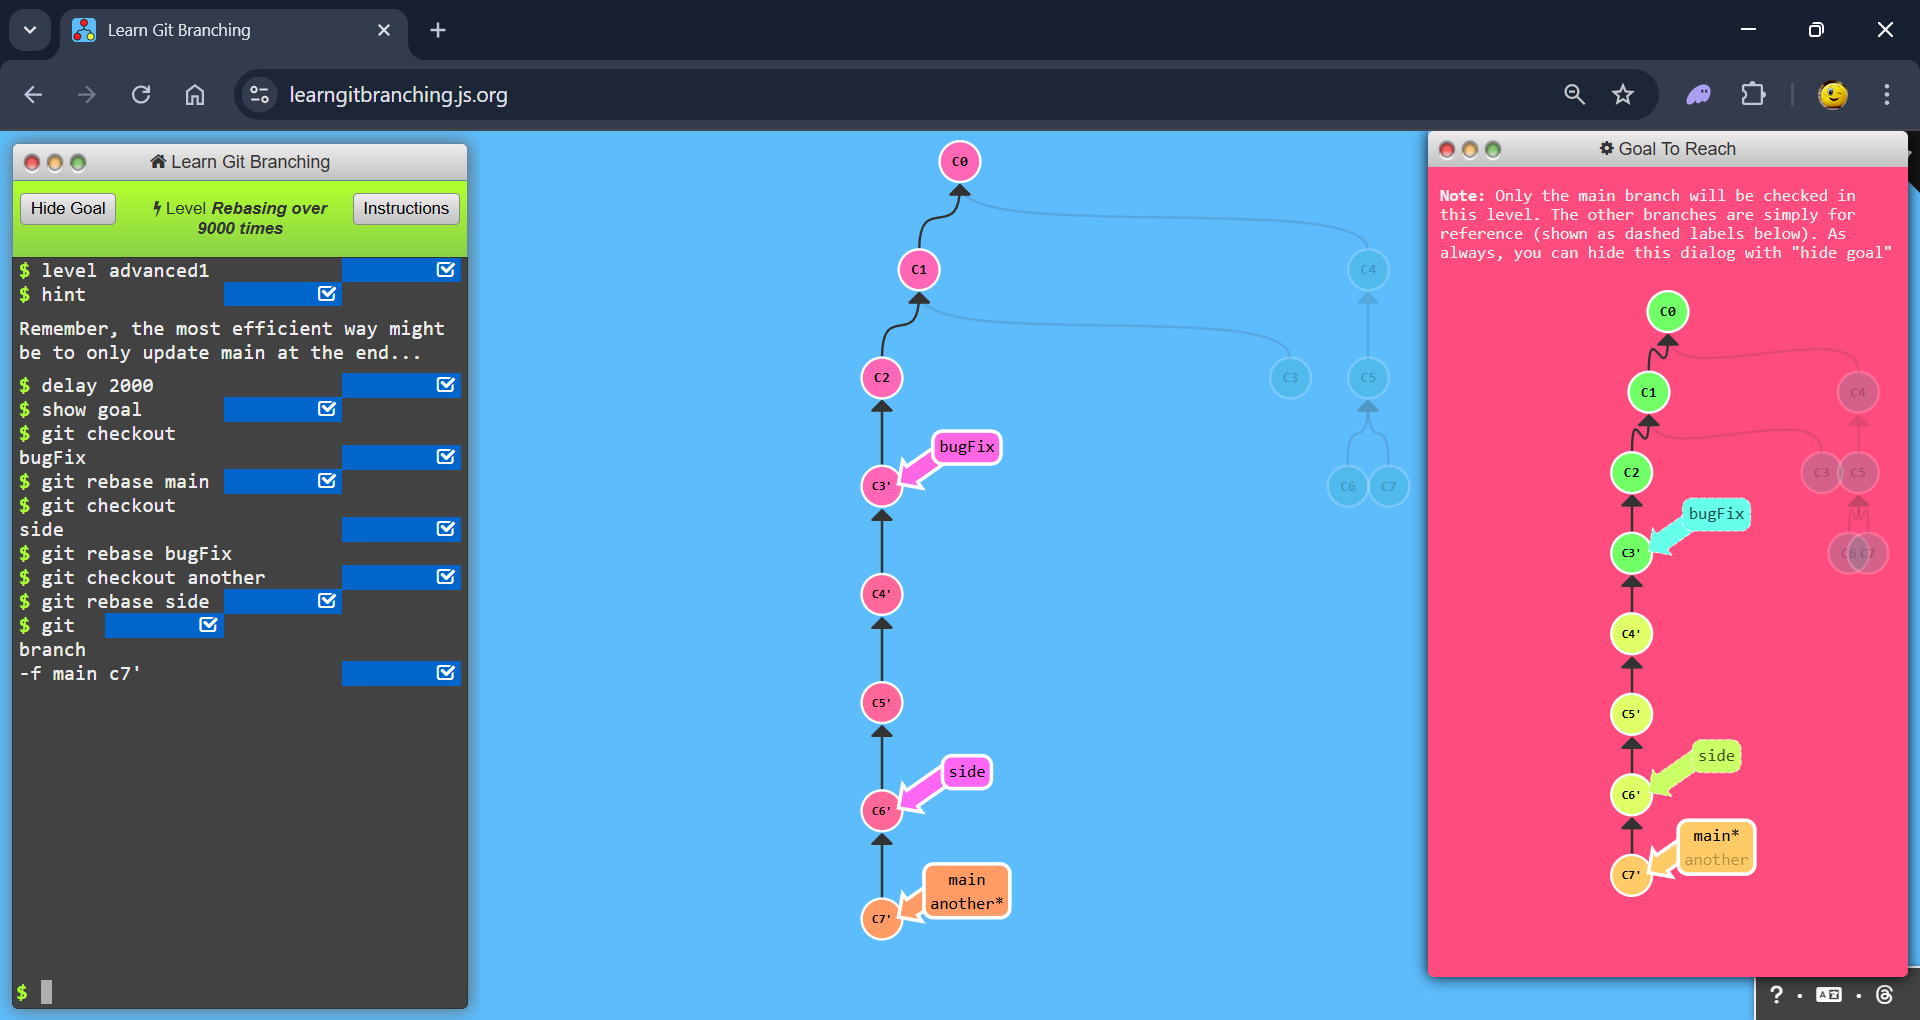 Learn Git Branching
learngitbranching.js.org
Learn Git Branching
Hide Goal
Level Rebasing over
9000 times
Instructions
$ level advanced1
$ hint
Remember, the most efficient way might
be to only update main at the end...
$ delay 2000
$ show goal
$ git checkout
bugFix
$ git rebase main
$ git checkout
side
$ git rebase bugFix
$ git checkout another
$ git rebase side
$ git
branch
-f main c7'
$
C0
C1
C4
C2
C3
C5
bugFix
C3'
C6
C7
C4'
C5'
side
C6'
main
another*
C7'
Goal To Reach
Note: Only the main branch will be checked in
this level. The other branches are simply for
reference (shown as dashed labels below). As
always, you can hide this dialog with "hide goal"
C0
C1
C4
C2
C3
C5
bugFix
C3'
C6
C7
C4'
C5'
side
C6'
main*
another
C7'
?